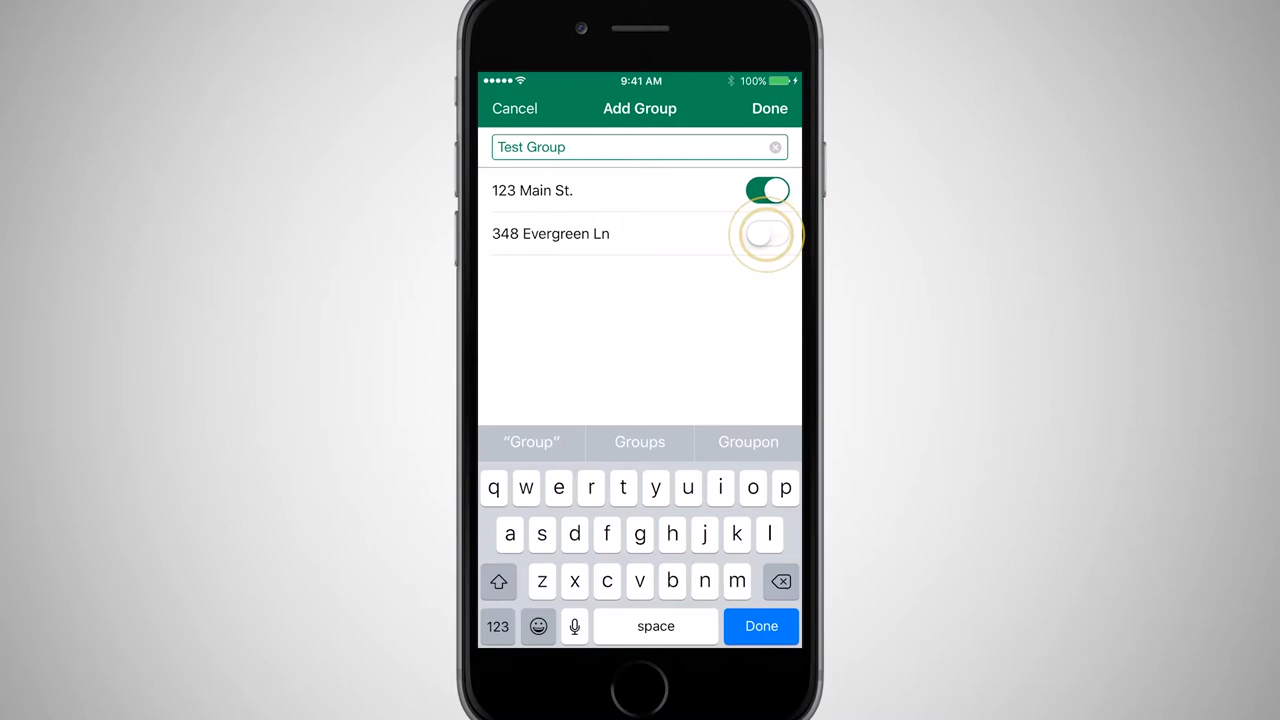 9:41 AM 100%
Cancel Add Group Done
Test Group
123 Main St.
348 Evergreen Ln
“Group” Groups Groupon
q w e r t y u i o p
a s d f g h j k l
z x c v b n m
123 space Done